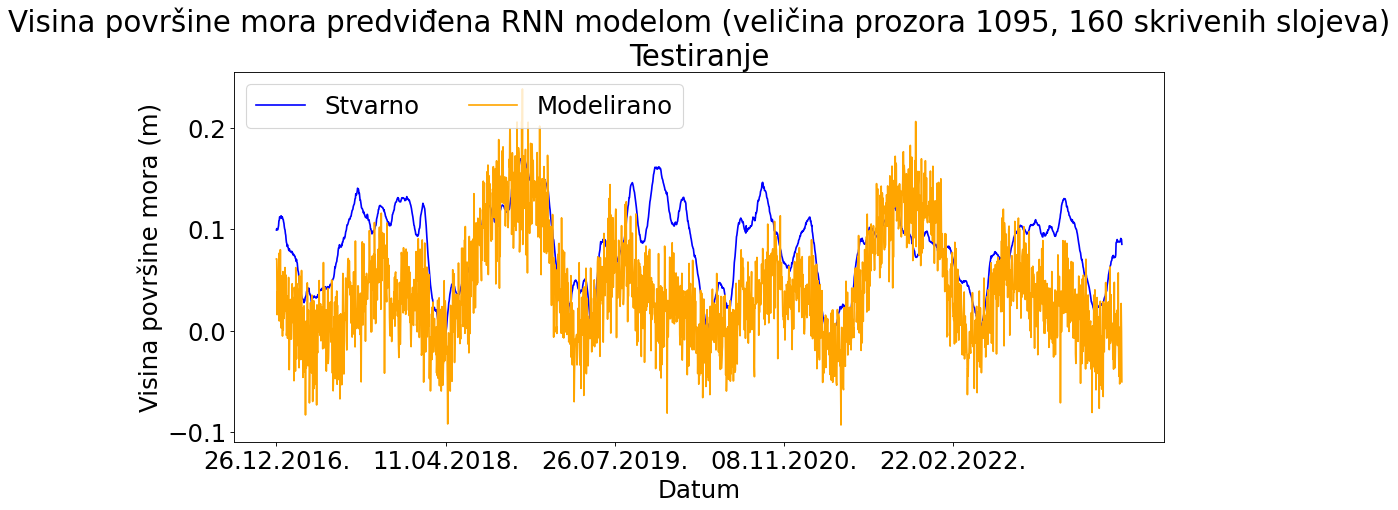 Visina površine mora predviđena RNN modelom (veličina prozora 1095, 160 skrivenih slojeva)
Testiranje
Stvarno
Modelirano
Visina površine mora (m)
0.2
0.1
0.0
−0.1
26.12.2016.
11.04.2018.
26.07.2019.
08.11.2020.
22.02.2022.
Datum